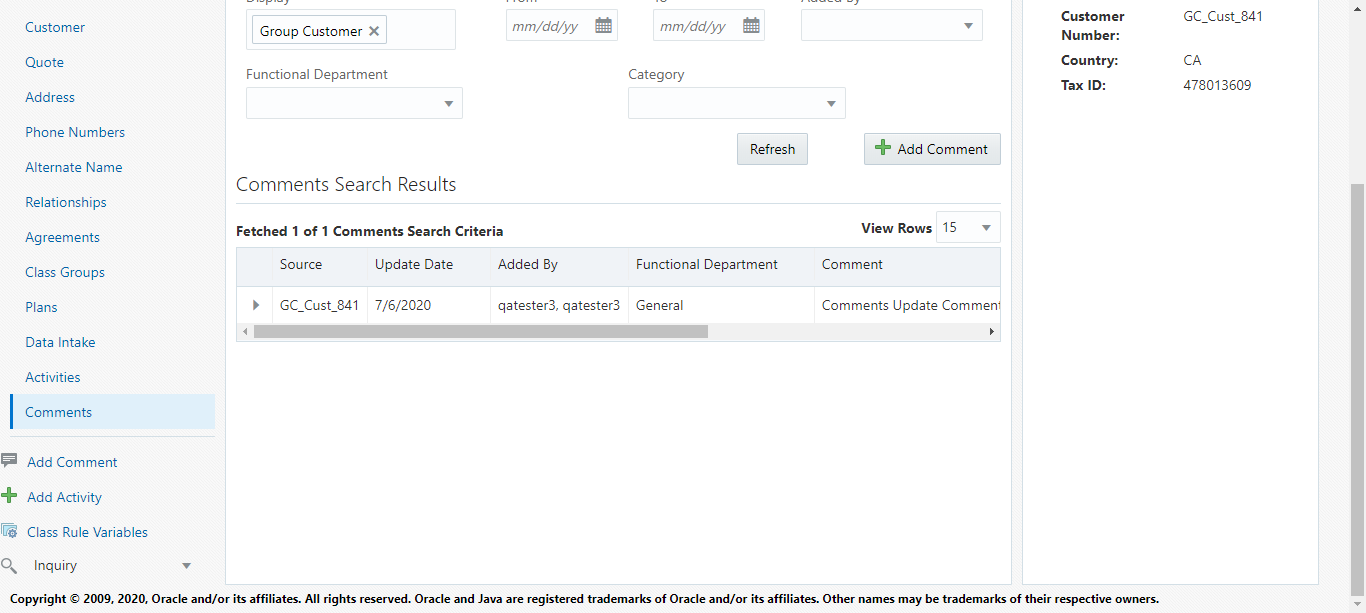 Customer
Quote
Address
Phone Numbers
Alternate Name
Relationships
Agreements
Class Groups
Plans
Data Intake
Activities
Comments
Add Comment
Add Activity
Class Rule Variables
Inquiry
Group Customer
mm/dd/yy
mm/dd/yy
Functional Department
Category
Refresh
Add Comment
Comments Search Results
Fetched 1 of 1 Comments Search Criteria
View Rows 15
Source Update Date Added By Functional Department Comment
GC_Cust_841 7/6/2020 qatester3, qatester3 General Comments Update Comment
Customer Number: GC_Cust_841
Country: CA
Tax ID: 478013609
Copyright © 2009, 2020, Oracle and/or its affiliates. All rights reserved. Oracle and Java are registered trademarks of Oracle and/or its affiliates. Other names may be trademarks of their respective owners.